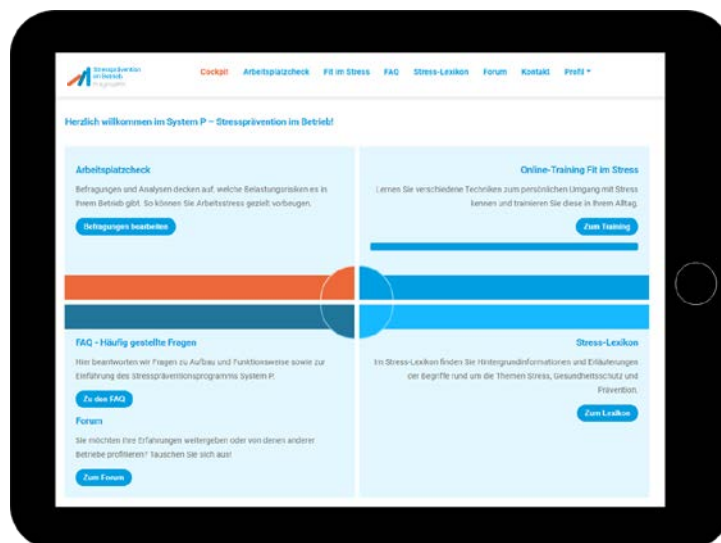 Stressprävention
im Betrieb
Cockpit Arbeitsplatzcheck Fit im Stress FAQ Stress-Lexikon Forum Kontakt Profil
Herzlich willkommen im System P – Stressprävention im Betrieb!
Arbeitsplatzcheck
Befragungen und Analysen decken auf, welche Belastungsrisiken es in
Ihrem Betrieb gibt. So können Sie Arbeitsstress gezielt vorbeugen.
Befragungen bearbeiten
Online-Training Fit im Stress
Lernen Sie verschiedene Techniken zum persönlichen Umgang mit Stress
kennen und trainieren Sie diese in Ihrem Alltag.
Zum Training
FAQ - Häufig gestellte Fragen
Hier beantworten wir Fragen zu Aufbau und Funktionsweise sowie zur
Einführung des Stresspräventionsprogramms System P.
Zu den FAQ
Forum
Sie möchten Ihre Erfahrungen weitergeben oder von denen anderer
Betriebe profitieren? Tauschen Sie sich aus!
Zum Forum
Stress-Lexikon
Im Stress-Lexikon finden Sie Hintergrundinformationen und Erläuterungen
der Begriffe rund um die Themen Stress, Gesundheitsschutz und
Prävention.
Zum Lexikon